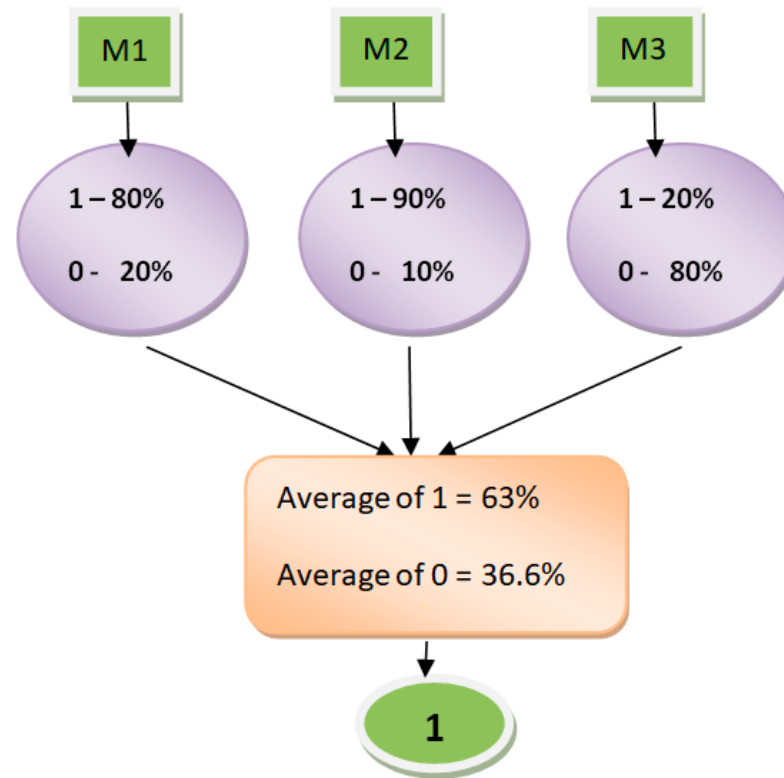 M1
M2
M3
1 – 80%
0 - 20%
1 – 90%
0 - 10%
1 – 20%
0 - 80%
Average of 1 = 63%
Average of 0 = 36.6%
1